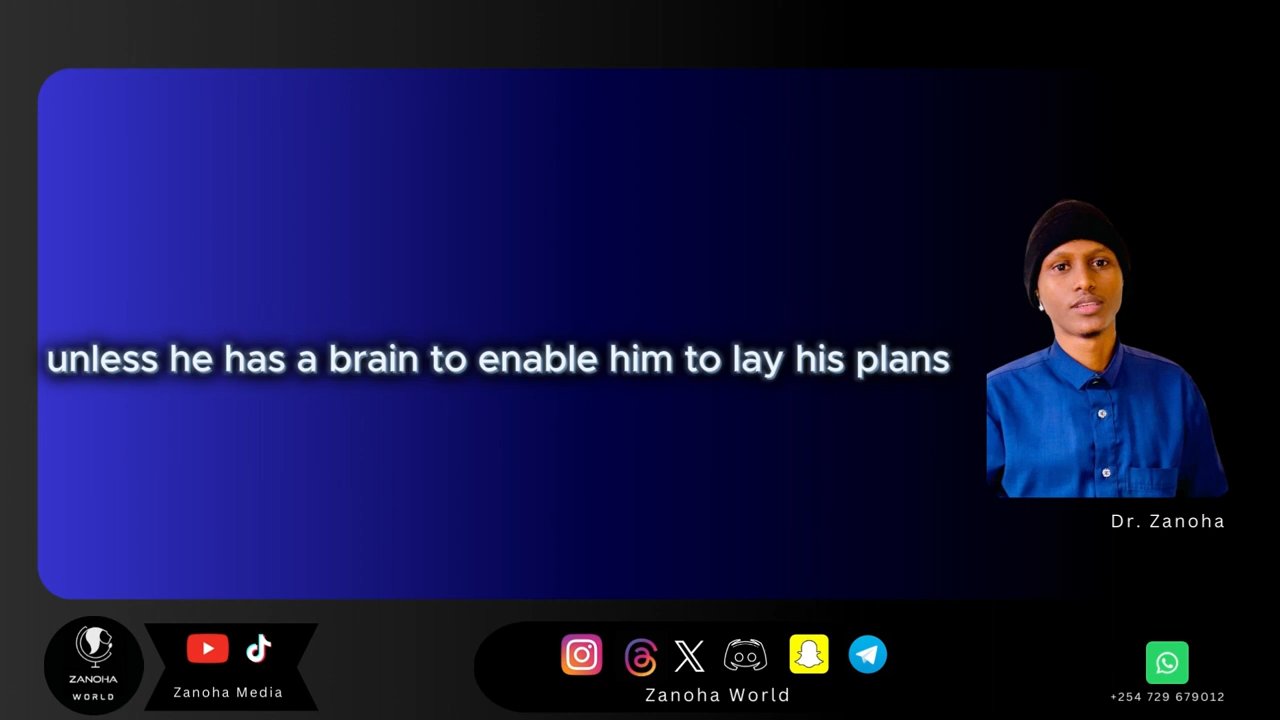 unless he has a brain to enable him to lay his plans
Dr. Zanoha
ZANOHA
WORLD
Zanoha Media
Zanoha World
+254 729 679012